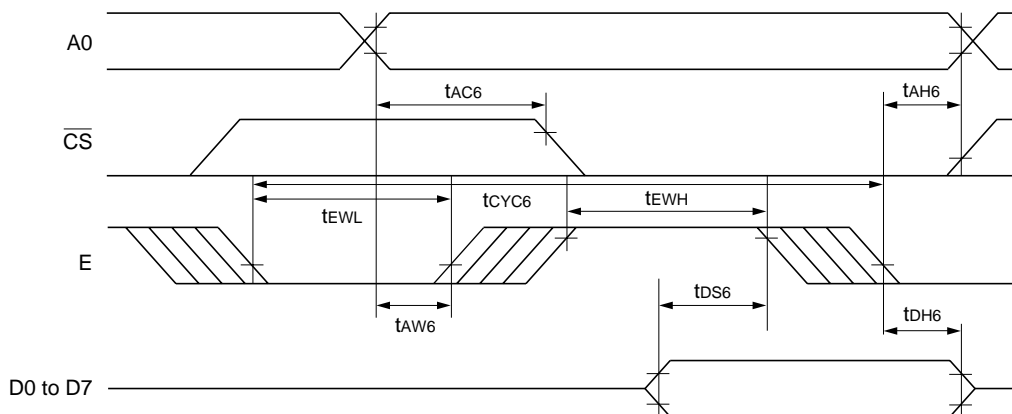 A0
tAC6
tAH6
CS
tCYC6
tEWL
tEWH
E
tAW6
tDS6
tDH6
D0 to D7